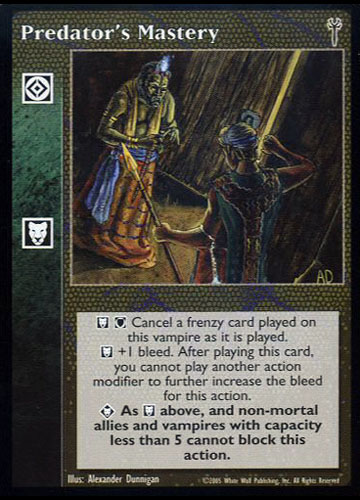 Predator's Mastery
AD
Cancel a frenzy card played on
this vampire as it is played.
+1 bleed. After playing this card,
you cannot play another action
modifier to further increase the bleed
for this action.
As above, and non-mortal
allies and vampires with capacity
less than 5 cannot block this
action.
Illus: Alexander Dunnigan ©2005 White Wolf Publishing, Inc. All Rights Reserved